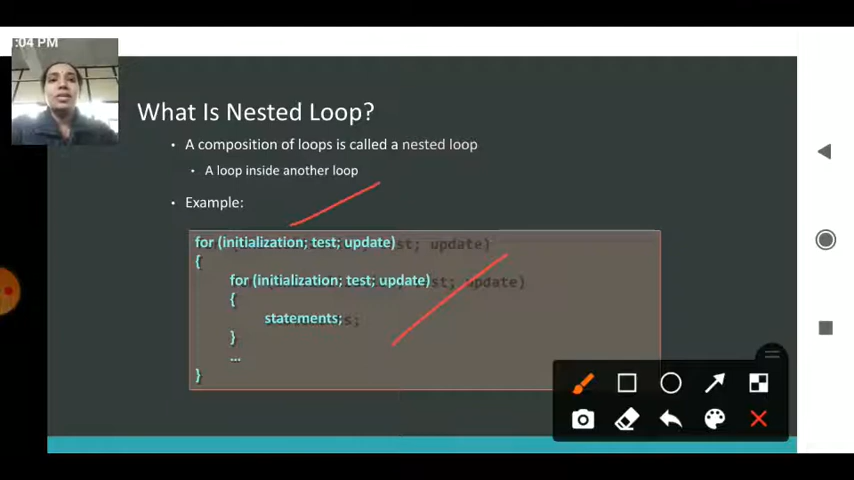 :04 PM
What Is Nested Loop?
• A composition of loops is called a nested loop
• A loop inside another loop
• Example:
for (initialization; test; update)
{
for (initialization; test; update)
{
statements;
}
...
}